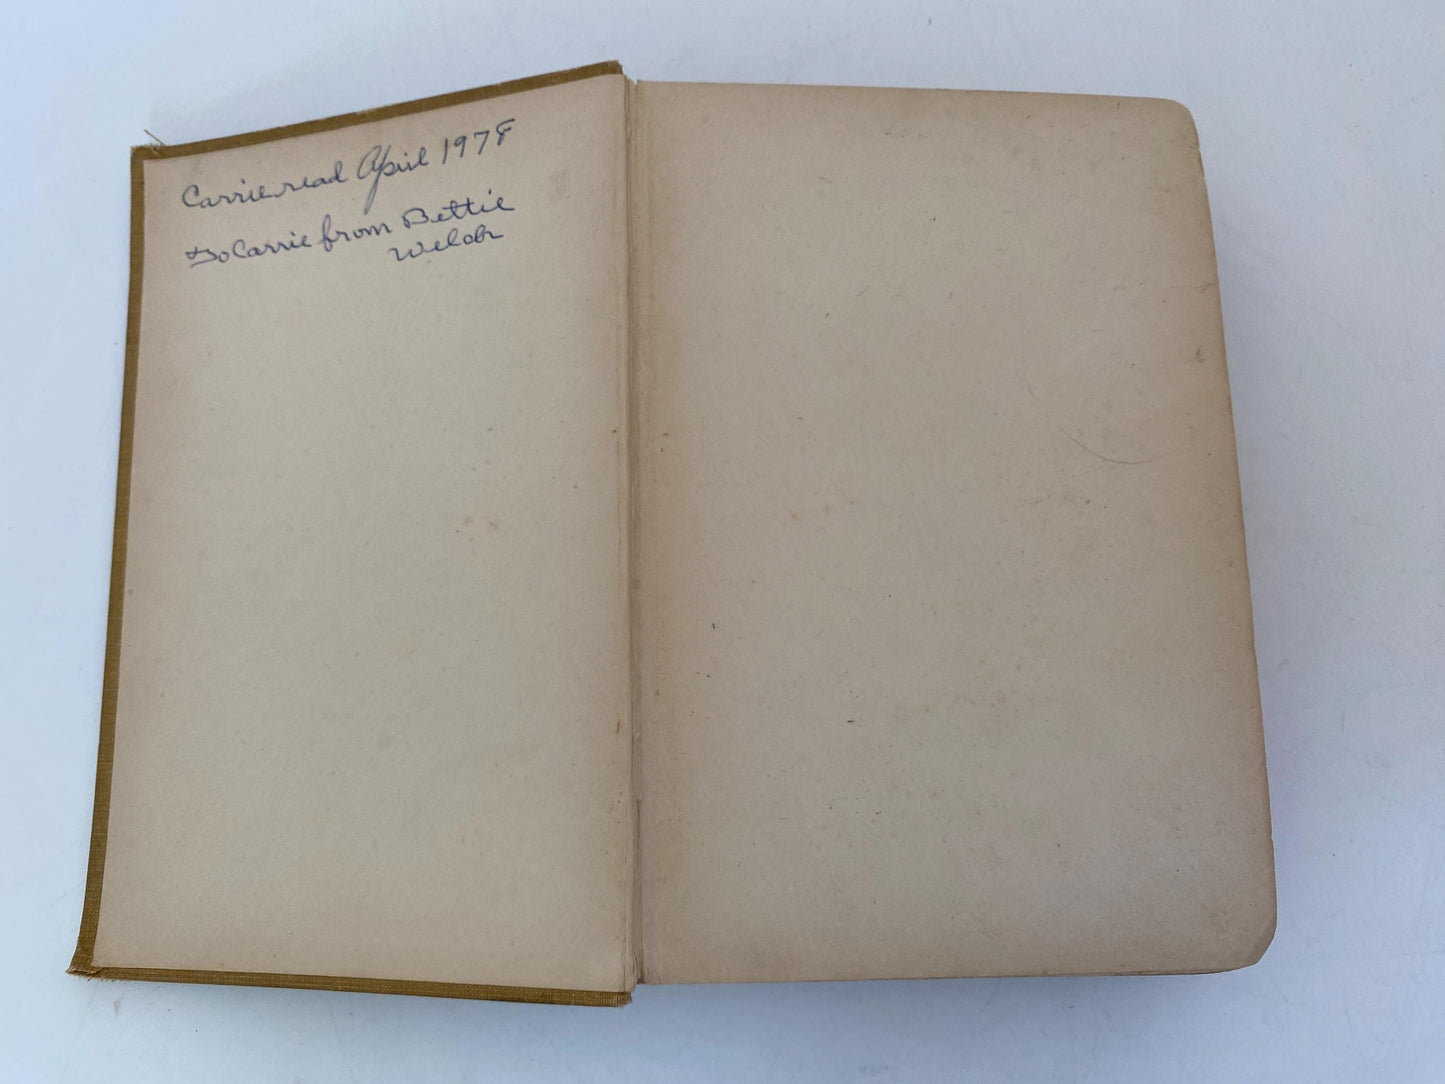 Carrie read April 1978
To Carrie from Bettie
Welch